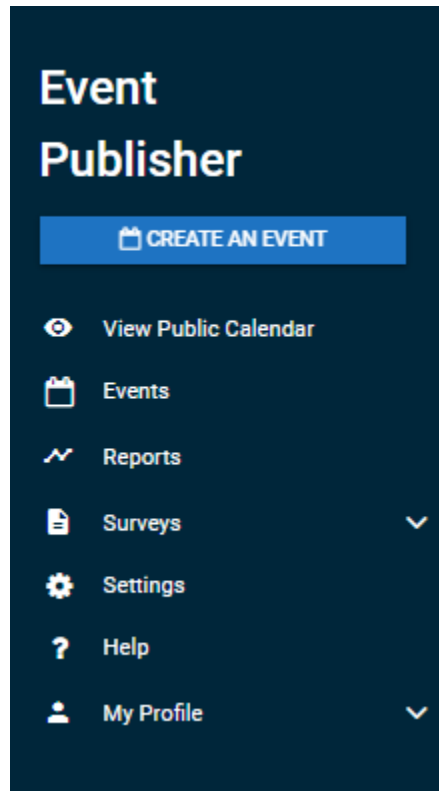 Event
Publisher
CREATE AN EVENT
View Public Calendar
Events
Reports
Surveys
Settings
Help
My Profile